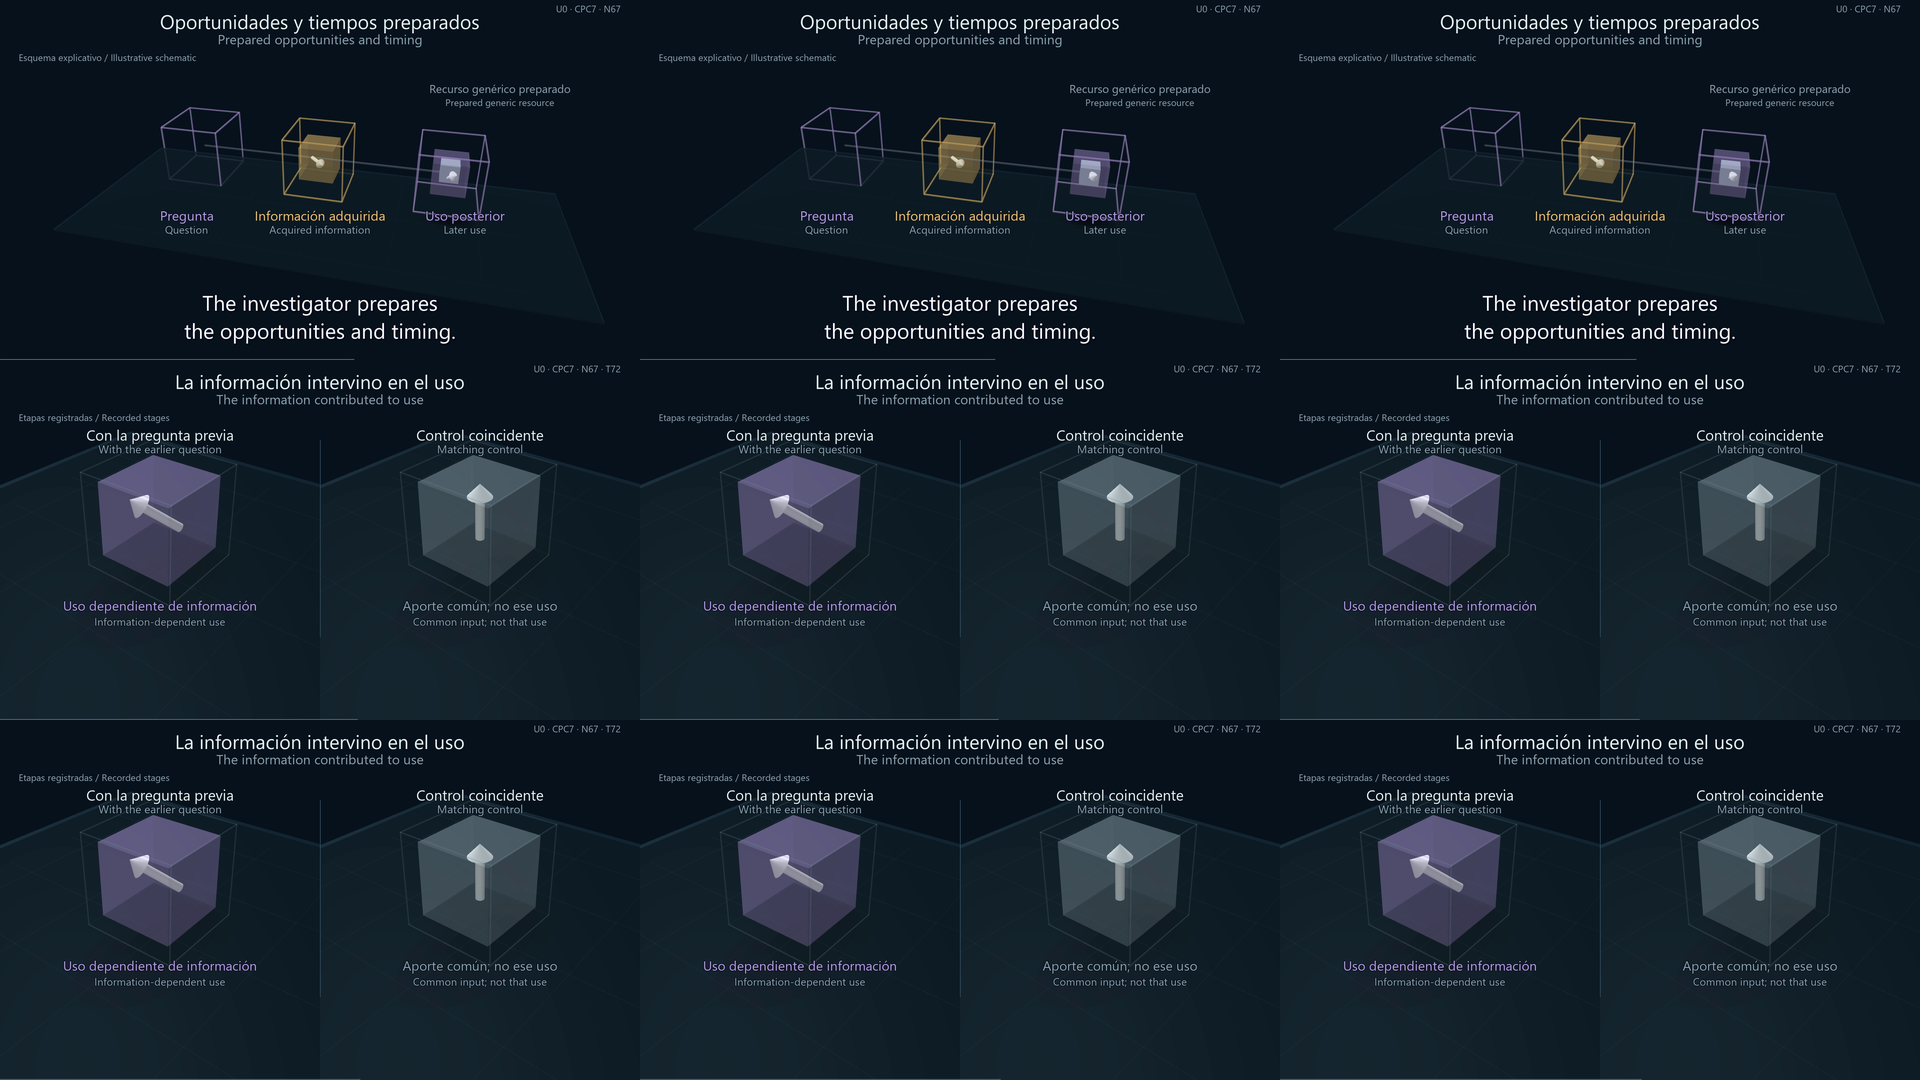 U0 · CPC7 · N67
Oportunidades y tiempos preparados
Prepared opportunities and timing
Esquema explicativo / Illustrative schematic
Recurso genérico preparado
Prepared generic resource
Pregunta
Question
Información adquirida
Acquired information
Uso posterior
Later use
The investigator prepares
the opportunities and timing.
U0 · CPC7 · N67
Oportunidades y tiempos preparados
Prepared opportunities and timing
Esquema explicativo / Illustrative schematic
Recurso genérico preparado
Prepared generic resource
Pregunta
Question
Información adquirida
Acquired information
Uso posterior
Later use
The investigator prepares
the opportunities and timing.
U0 · CPC7 · N67
Oportunidades y tiempos preparados
Prepared opportunities and timing
Esquema explicativo / Illustrative schematic
Recurso genérico preparado
Prepared generic resource
Pregunta
Question
Información adquirida
Acquired information
Uso posterior
Later use
The investigator prepares
the opportunities and timing.
U0 · CPC7 · N67 · T72
La información intervino en el uso
The information contributed to use
Etapas registradas / Recorded stages
Con la pregunta previa
With the earlier question
Control coincidente
Matching control
Uso dependiente de información
Information-dependent use
Aporte común; no ese uso
Common input; not that use
U0 · CPC7 · N67 · T72
La información intervino en el uso
The information contributed to use
Etapas registradas / Recorded stages
Con la pregunta previa
With the earlier question
Control coincidente
Matching control
Uso dependiente de información
Information-dependent use
Aporte común; no ese uso
Common input; not that use
U0 · CPC7 · N67 · T72
La información intervino en el uso
The information contributed to use
Etapas registradas / Recorded stages
Con la pregunta previa
With the earlier question
Control coincidente
Matching control
Uso dependiente de información
Information-dependent use
Aporte común; no ese uso
Common input; not that use
U0 · CPC7 · N67 · T72
La información intervino en el uso
The information contributed to use
Etapas registradas / Recorded stages
Con la pregunta previa
With the earlier question
Control coincidente
Matching control
Uso dependiente de información
Information-dependent use
Aporte común; no ese uso
Common input; not that use
U0 · CPC7 · N67 · T72
La información intervino en el uso
The information contributed to use
Etapas registradas / Recorded stages
Con la pregunta previa
With the earlier question
Control coincidente
Matching control
Uso dependiente de información
Information-dependent use
Aporte común; no ese uso
Common input; not that use
U0 · CPC7 · N67 · T72
La información intervino en el uso
The information contributed to use
Etapas registradas / Recorded stages
Con la pregunta previa
With the earlier question
Control coincidente
Matching control
Uso dependiente de información
Information-dependent use
Aporte común; no ese uso
Common input; not that use